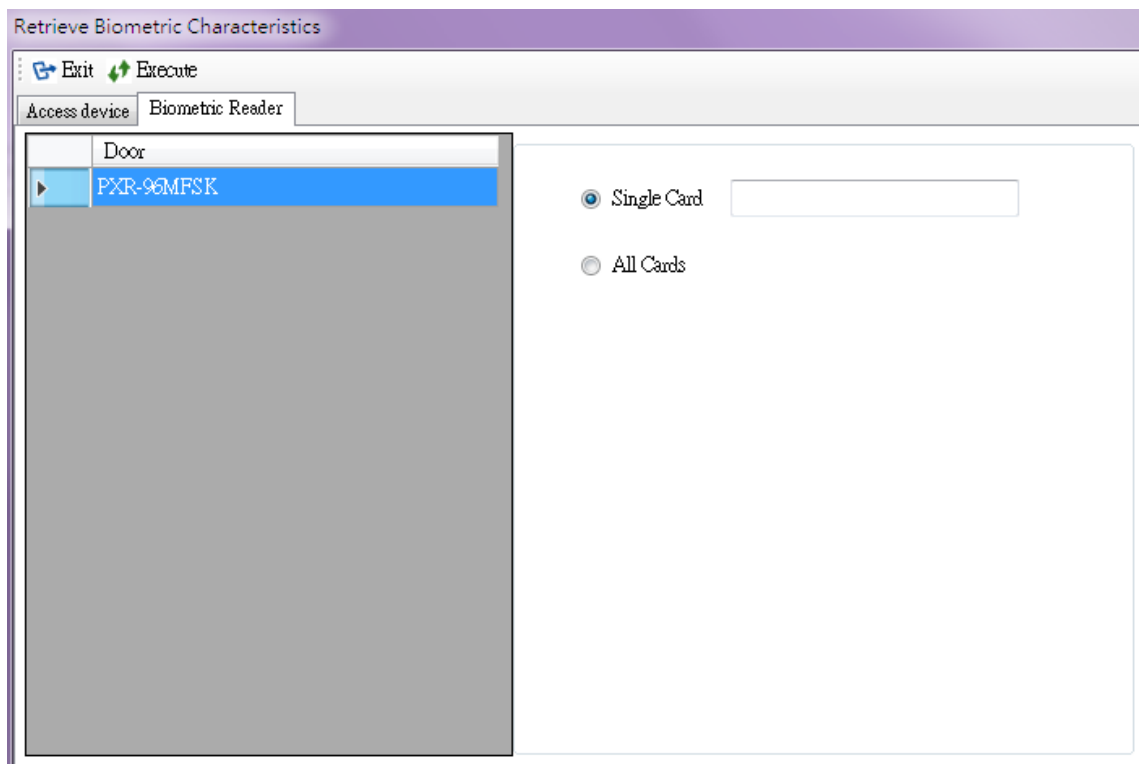 Retrieve Biometric Characteristics
Exit Execute
Access device Biometric Reader
Door
PXR-96MFSK
Single Card
All Cards